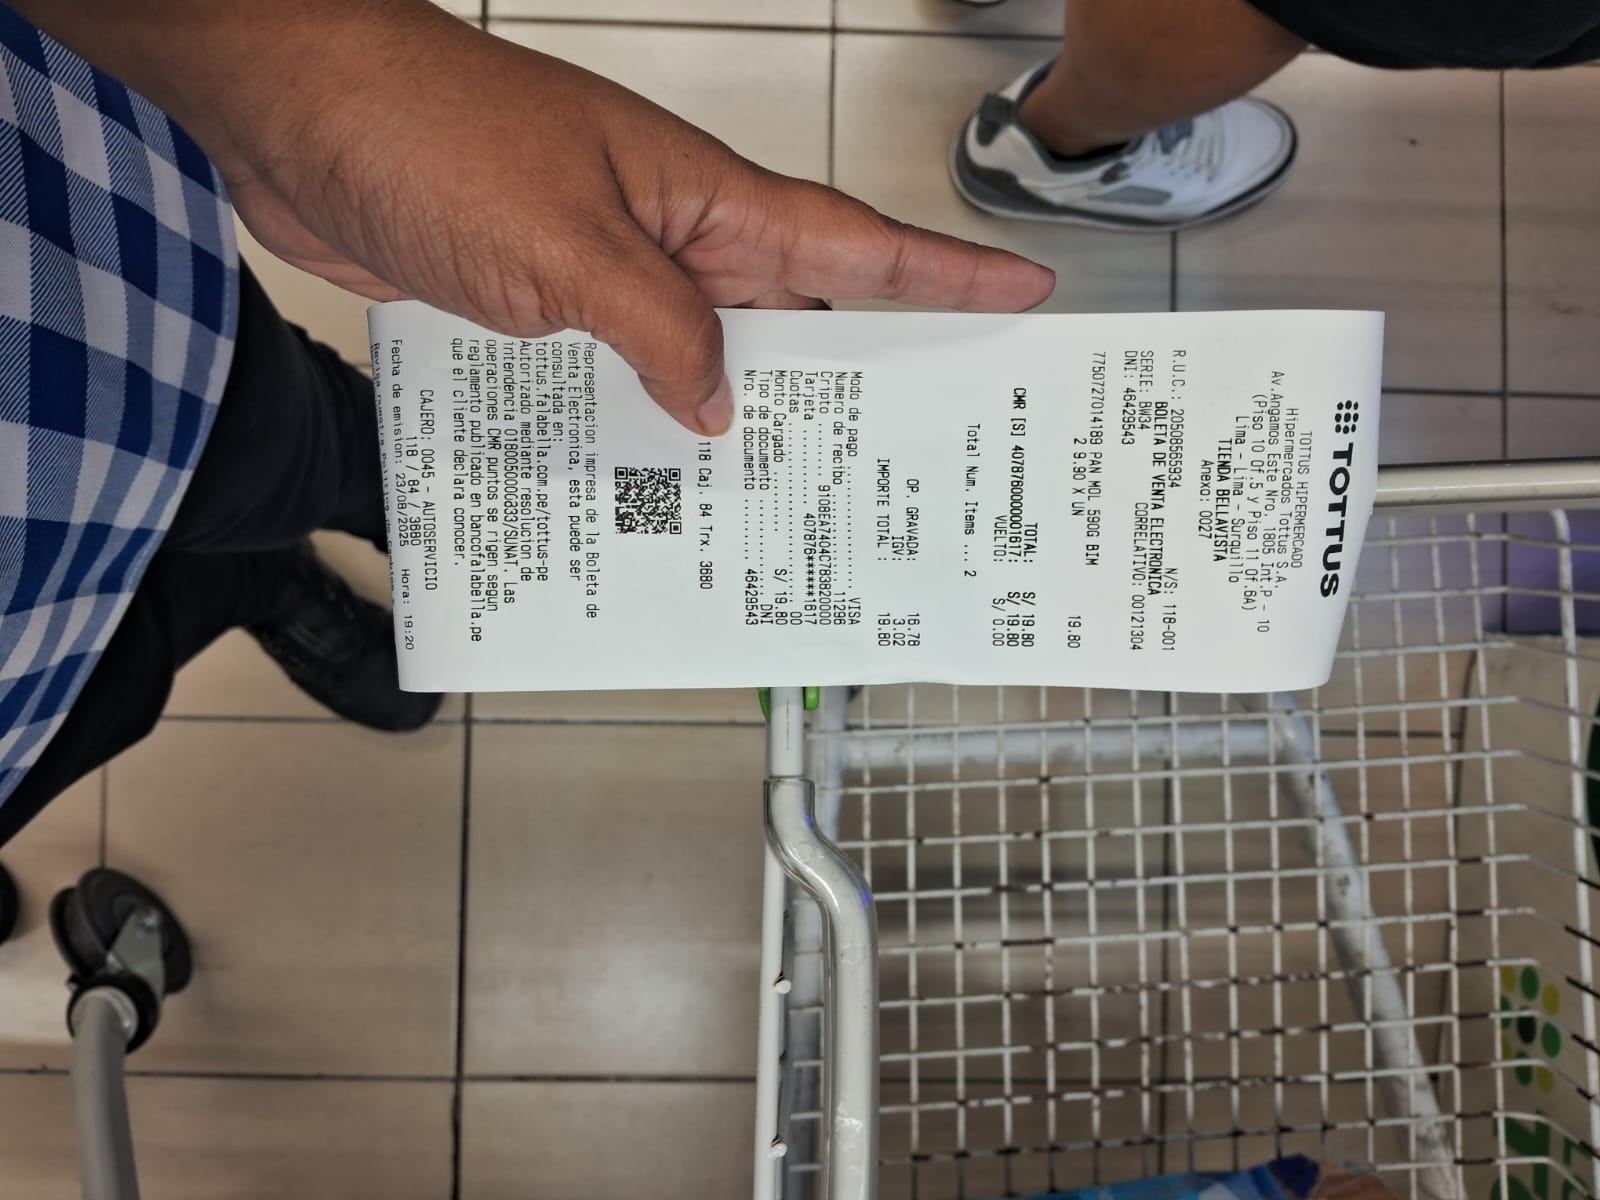 TOTTUS
TOTTUS HIPERMERCADO
Hipermercados Tottus S.A.
Av.Angamos Este Nro. 1805 Int.P - 10
(Piso 10 Of.5 y Piso 11 Of.6A)
Lima - Lima - Surquillo
TIENDA BELLAVISTA
Anexo: 0027
R.U.C.: 20508565934 N/S: 118-001
BOLETA DE VENTA ELECTRONICA
SERIE: BW34 CORRELATIVO: 00121304
DNI: 46429543
7750727014189 PAN MOL 590G BIM
2 9.90 X UN 19.80
TOTAL: S/ 19.80
CMR [S] 4078780000001617: S/ 19.80
VUELTO: S/ 0.00
Total Num. Items ... 2
OP. GRAVADA: 16.78
IGV: 3.02
IMPORTE TOTAL : 19.80
Modo de pago .................. VISA
Numero de recibo ............. 11286
Cripto ...... 910DEA7404C7838200000
Tarjeta ......... 407876******1617
Cuotas ......................... 00
Monto Cargado ........... S/ 19.80
Tipo de documento ............. DNI
Nro. de documento ......... 46429543
118 Caj. 84 Trx. 3680
Representacion impresa de la Boleta de
Venta Electronica, esta puede ser
consultada en:
tottus.falabella.com.pe/tottus-pe
Autorizado mediante resolucion de
intendencia 0180050000833/SUNAT. Las
operaciones CMR puntos se rigen segun
reglamento publicado en bancofalabella.pe
que el cliente declara conocer.
CAJERO: 0045 - AUTOSERVICIO
118 / 84 / 3680
Fecha de emision: 23/08/2025 Hora: 19:20
Revisa nuestra Politica de Cambios